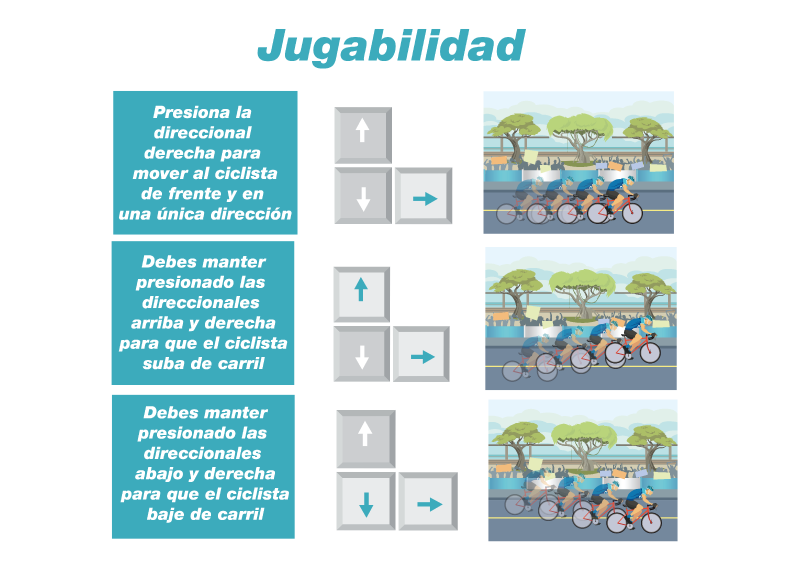 Jugabilidad
Presiona la
direccional
derecha para
mover al ciclista
de frente y en
una única dirección
Debes manter
presionado las
direccionales
arriba y derecha
para que el ciclista
suba de carril
Debes manter
presionado las
direccionales
abajo y derecha
para que el ciclista
baje de carril